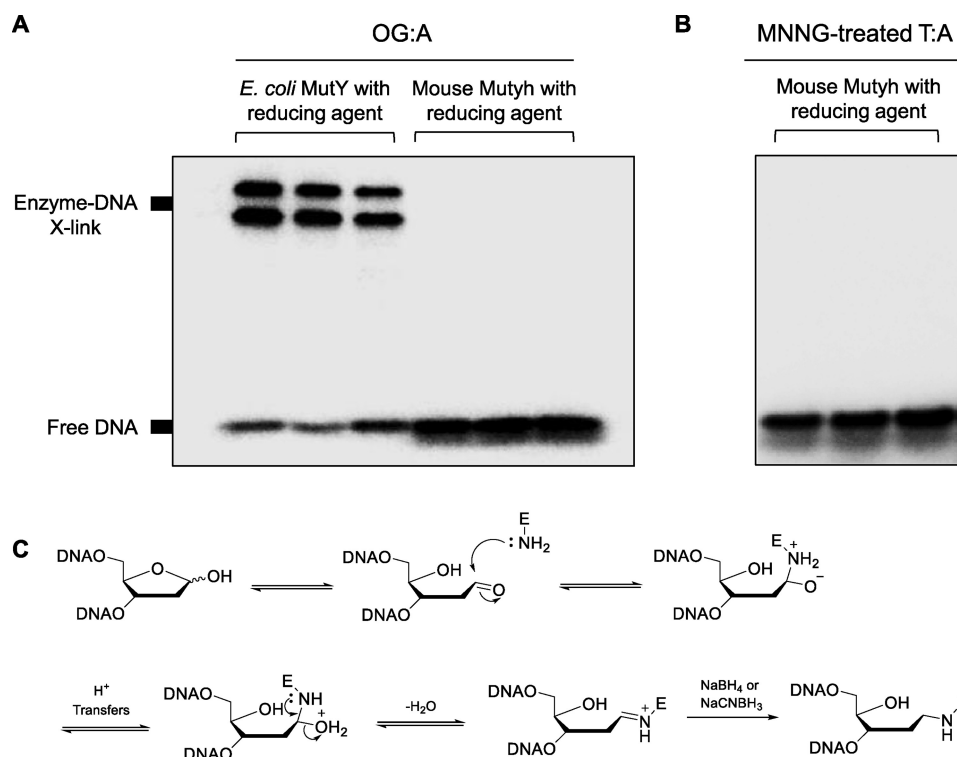 A
OG:A
E. coli MutY with
reducing agent
Mouse Mutyh with
reducing agent
Enzyme-DNA
X-link
Free DNA
B
MNNG-treated T:A
Mouse Mutyh with
reducing agent
C
DNAO
O
OH
DNAO
DNAO
OH
O
DNAO
E
:NH2
DNAO
OH
E
+
NH2
O−
DNAO
H+
Transfers
DNAO
OH
E
NH
+
OH2
DNAO
-H2O
DNAO
OH
+
N
E
H
DNAO
NaBH4 or
NaCNBH3
DNAO
OH
N
H
DNAO